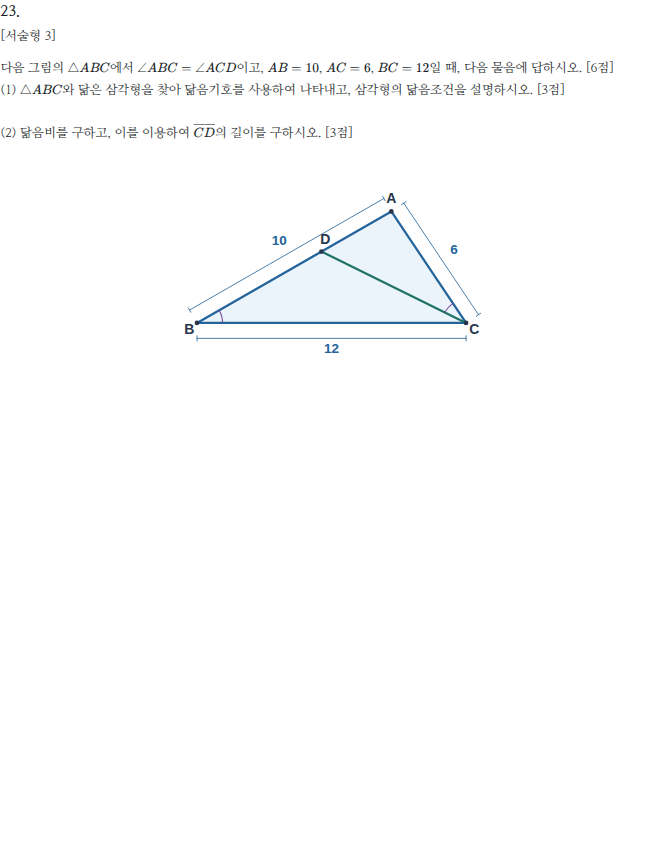 23.
[서술형 3]
다음 그림의 △ABC에서 ∠ABC = ∠ACD이고, AB = 10, AC = 6, BC = 12일 때, 다음 물음에 답하시오. [6점]
(1) △ABC와 닮은 삼각형을 찾아 닮음기호를 사용하여 나타내고, 삼각형의 닮음조건을 설명하시오. [3점]
(2) 닮음비를 구하고, 이를 이용하여 \overline{CD}의 길이를 구하시오. [3점]
A
10
D
6
B
C
12